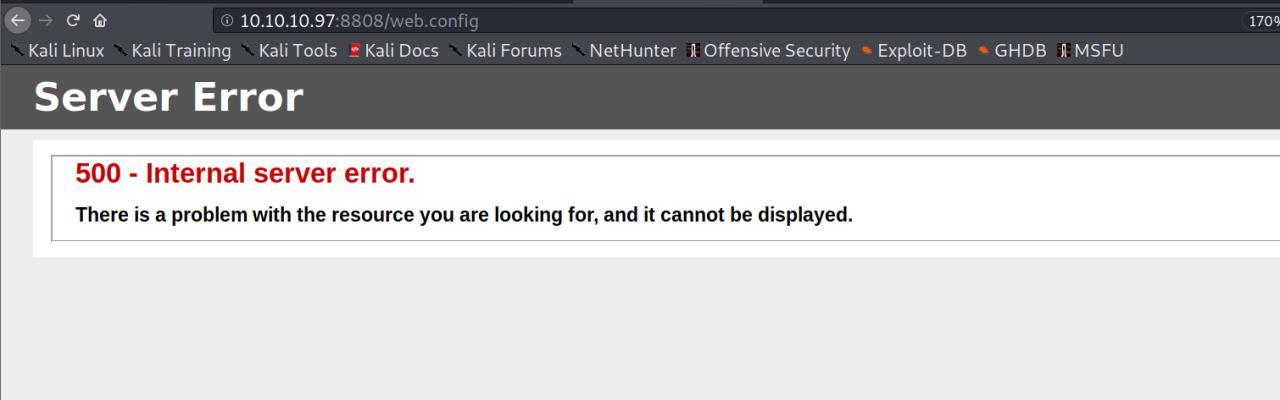 10.10.10.97:8808/web.config 170%
Kali Linux Kali Training Kali Tools Kali Docs Kali Forums NetHunter Offensive Security Exploit-DB GHDB MSFU
Server Error
500 - Internal server error.
There is a problem with the resource you are looking for, and it cannot be displayed.